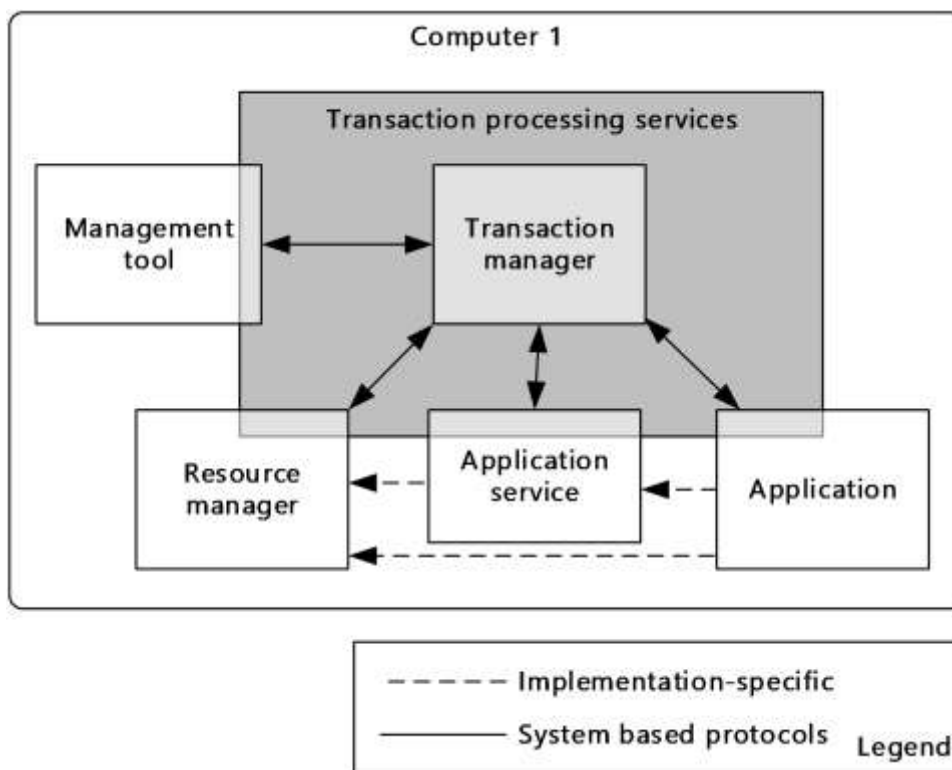 Computer 1
Transaction processing services
Management
tool
Transaction
manager
Resource
manager
Application
service
Application
Implementation-specific
System based protocols
Legend